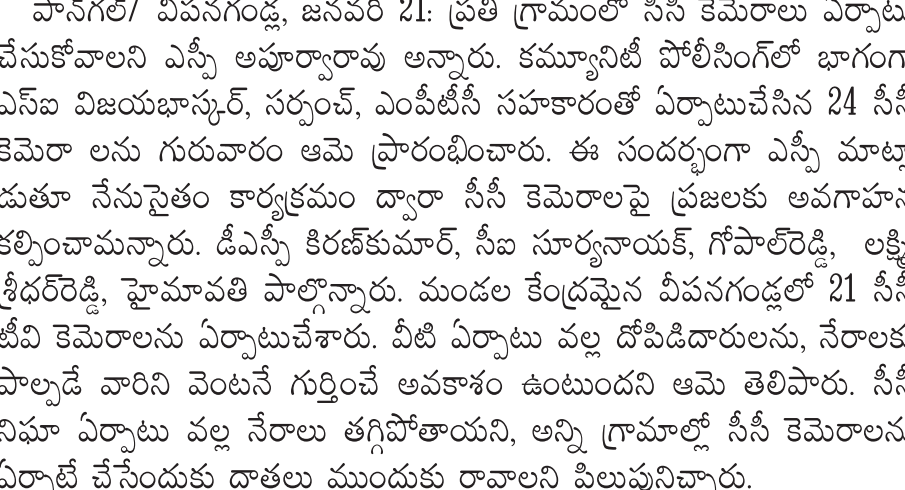 పాన్‌గల్/ వీపనగండ్ల, జనవరి 21: ప్రతి గ్రామంలో సీసీ కెమెరాలు ఏర్పాటు
చేసుకోవాలని ఎస్పీ అపూర్వారావు అన్నారు. కమ్యూనిటీ పోలీసింగ్‌లో భాగంగా
ఎస్ఐ విజయభాస్కర్, సర్పంచ్, ఎంపీటీసీ సహకారంతో ఏర్పాటుచేసిన 24 సీసీ
కెమెరా లను గురువారం ఆమె ప్రారంభించారు. ఈ సందర్భంగా ఎస్పీ మాట్లా
డుతూ నేనుసైతం కార్యక్రమం ద్వారా సీసీ కెమెరాలపై ప్రజలకు అవగాహన
కల్పించామన్నారు. డీఎస్పీ కిరణ్‌కుమార్, సీఐ సూర్యనాయక్, గోపాల్‌రెడ్డి, లక్ష్మి
శ్రీధర్‌రెడ్డి, హైమావతి పాల్గొన్నారు. మండల కేంద్రమైన వీపనగండ్లలో 21 సీసీ
టీవి కెమెరాలను ఏర్పాటుచేశారు. వీటి ఏర్పాటు వల్ల దోపిడిదారులను, నేరాలకు
పాల్పడే వారిని వెంటనే గుర్తించే అవకాశం ఉంటుందని ఆమె తెలిపారు. సీసీ
నిఘా ఏర్పాటు వల్ల నేరాలు తగ్గిపోతాయని, అన్ని గ్రామాల్లో సీసీ కెమెరాలను
ఏర్పాటే చేసేందుకు దాతలు ముందుకు రావాలని పిలుపునిచ్చారు.